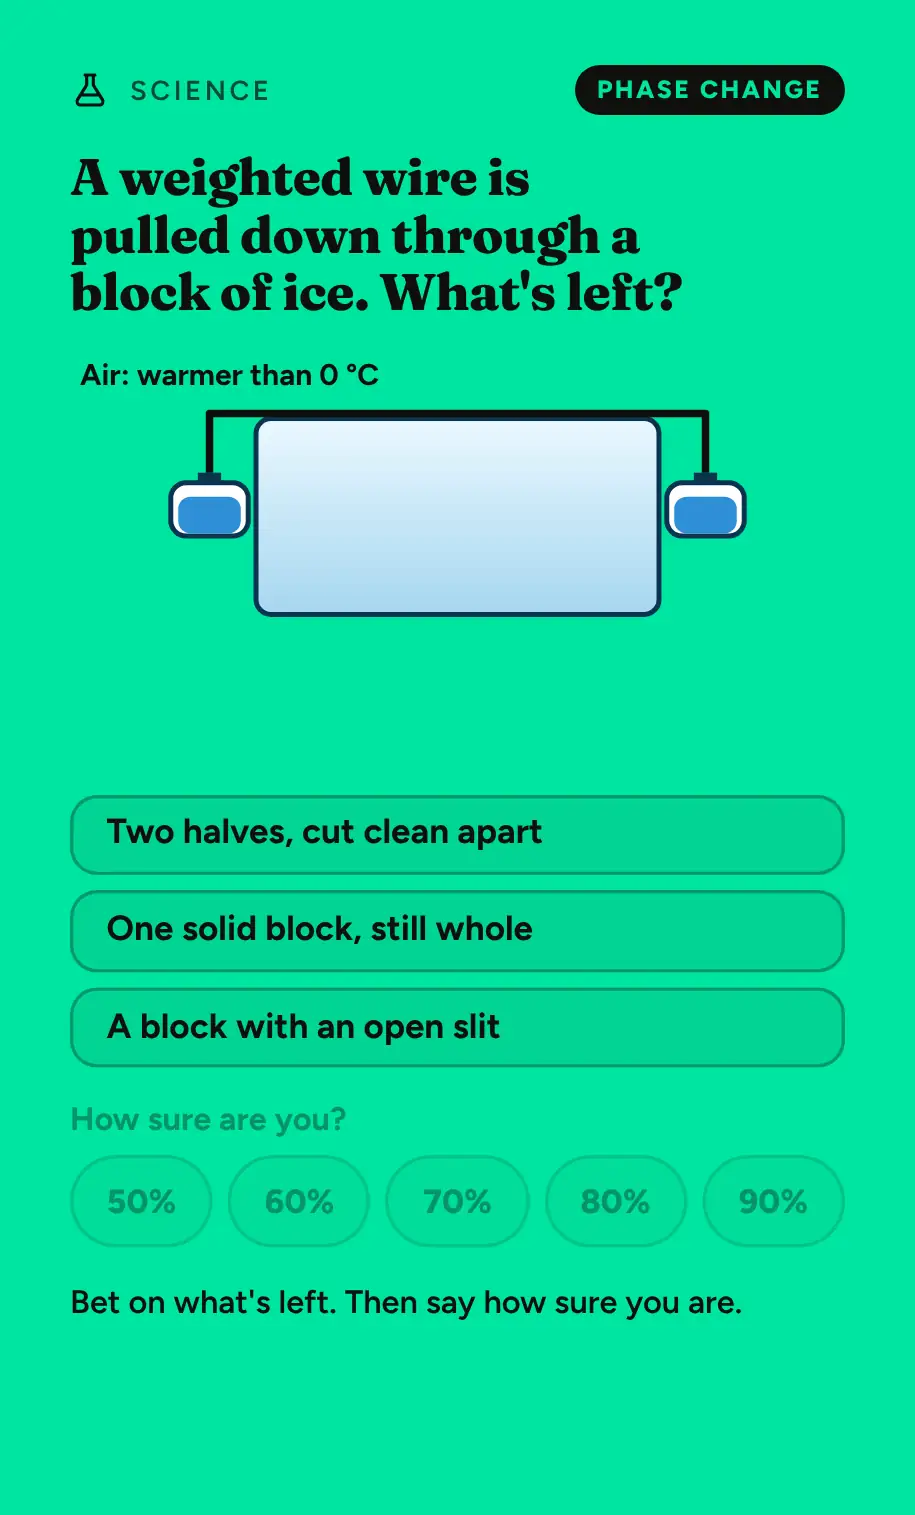 SCIENCE
PHASE CHANGE
A weighted wire is
pulled down through a
block of ice. What's left?
Air: warmer than 0 °C
Two halves, cut clean apart
One solid block, still whole
A block with an open slit
How sure are you?
50%
60%
70%
80%
90%
Bet on what's left. Then say how sure you are.